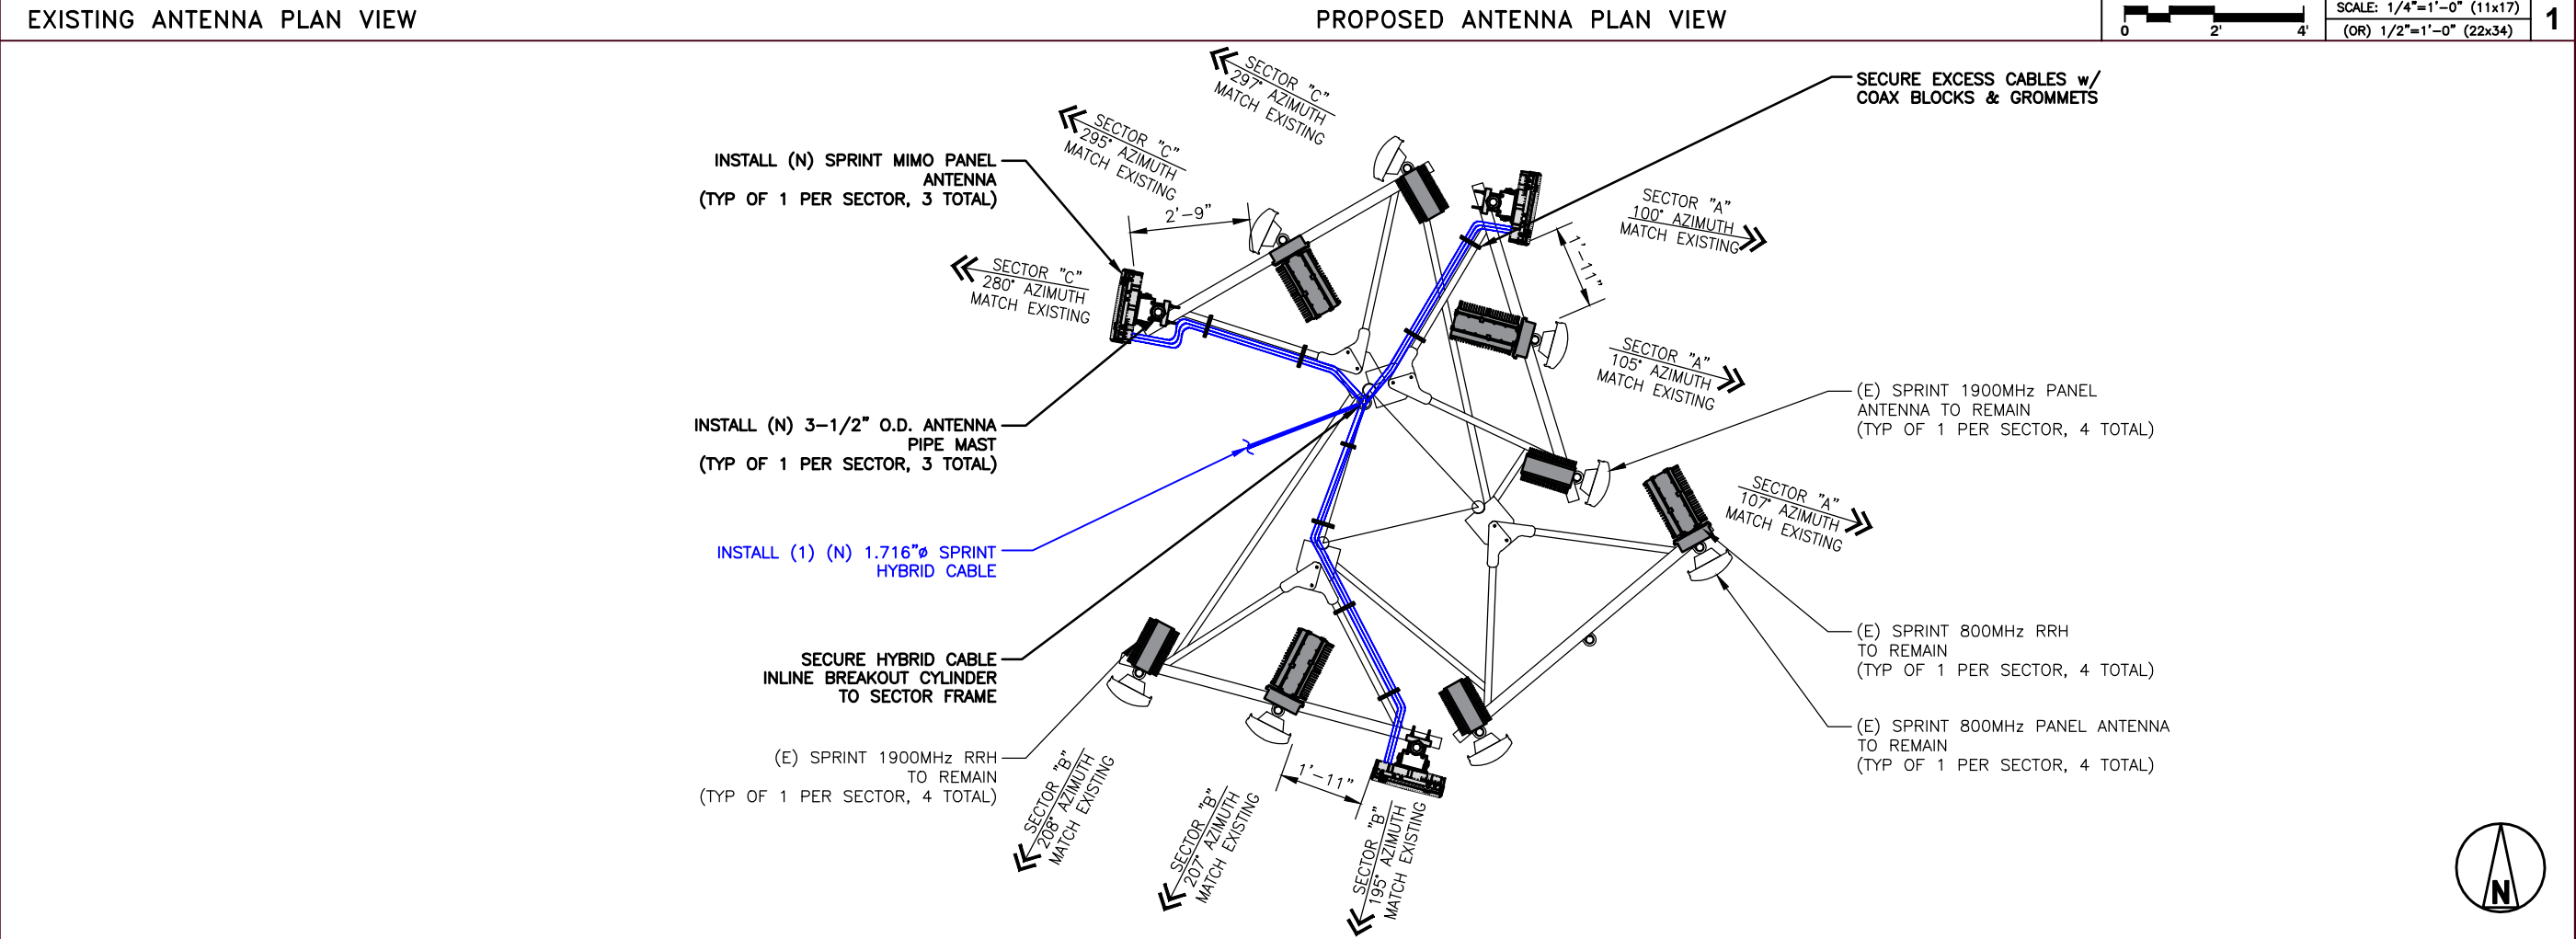 EXISTING ANTENNA PLAN VIEW
PROPOSED ANTENNA PLAN VIEW
0 2' 4'
SCALE: 1/4"=1'-0" (11x17)
(OR) 1/2"=1'-0" (22x34)
1
SECTOR "C"
297° AZIMUTH
MATCH EXISTING
SECTOR "C"
295° AZIMUTH
MATCH EXISTING
SECTOR "C"
280° AZIMUTH
MATCH EXISTING
2'-9"
INSTALL (N) SPRINT MIMO PANEL
ANTENNA
(TYP OF 1 PER SECTOR, 3 TOTAL)
INSTALL (N) 3-1/2" O.D. ANTENNA
PIPE MAST
(TYP OF 1 PER SECTOR, 3 TOTAL)
INSTALL (1) (N) 1.716"ø SPRINT
HYBRID CABLE
SECURE HYBRID CABLE
INLINE BREAKOUT CYLINDER
TO SECTOR FRAME
(E) SPRINT 1900MHz RRH
TO REMAIN
(TYP OF 1 PER SECTOR, 4 TOTAL)
SECURE EXCESS CABLES w/
COAX BLOCKS & GROMMETS
SECTOR "A"
100° AZIMUTH
MATCH EXISTING
1'-11"
SECTOR "A"
105° AZIMUTH
MATCH EXISTING
(E) SPRINT 1900MHz PANEL
ANTENNA TO REMAIN
(TYP OF 1 PER SECTOR, 4 TOTAL)
SECTOR "A"
107° AZIMUTH
MATCH EXISTING
(E) SPRINT 800MHz RRH
TO REMAIN
(TYP OF 1 PER SECTOR, 4 TOTAL)
(E) SPRINT 800MHz PANEL ANTENNA
TO REMAIN
(TYP OF 1 PER SECTOR, 4 TOTAL)
SECTOR "B"
208° AZIMUTH
MATCH EXISTING
SECTOR "B"
207° AZIMUTH
MATCH EXISTING
1'-11"
SECTOR "B"
195° AZIMUTH
MATCH EXISTING
N